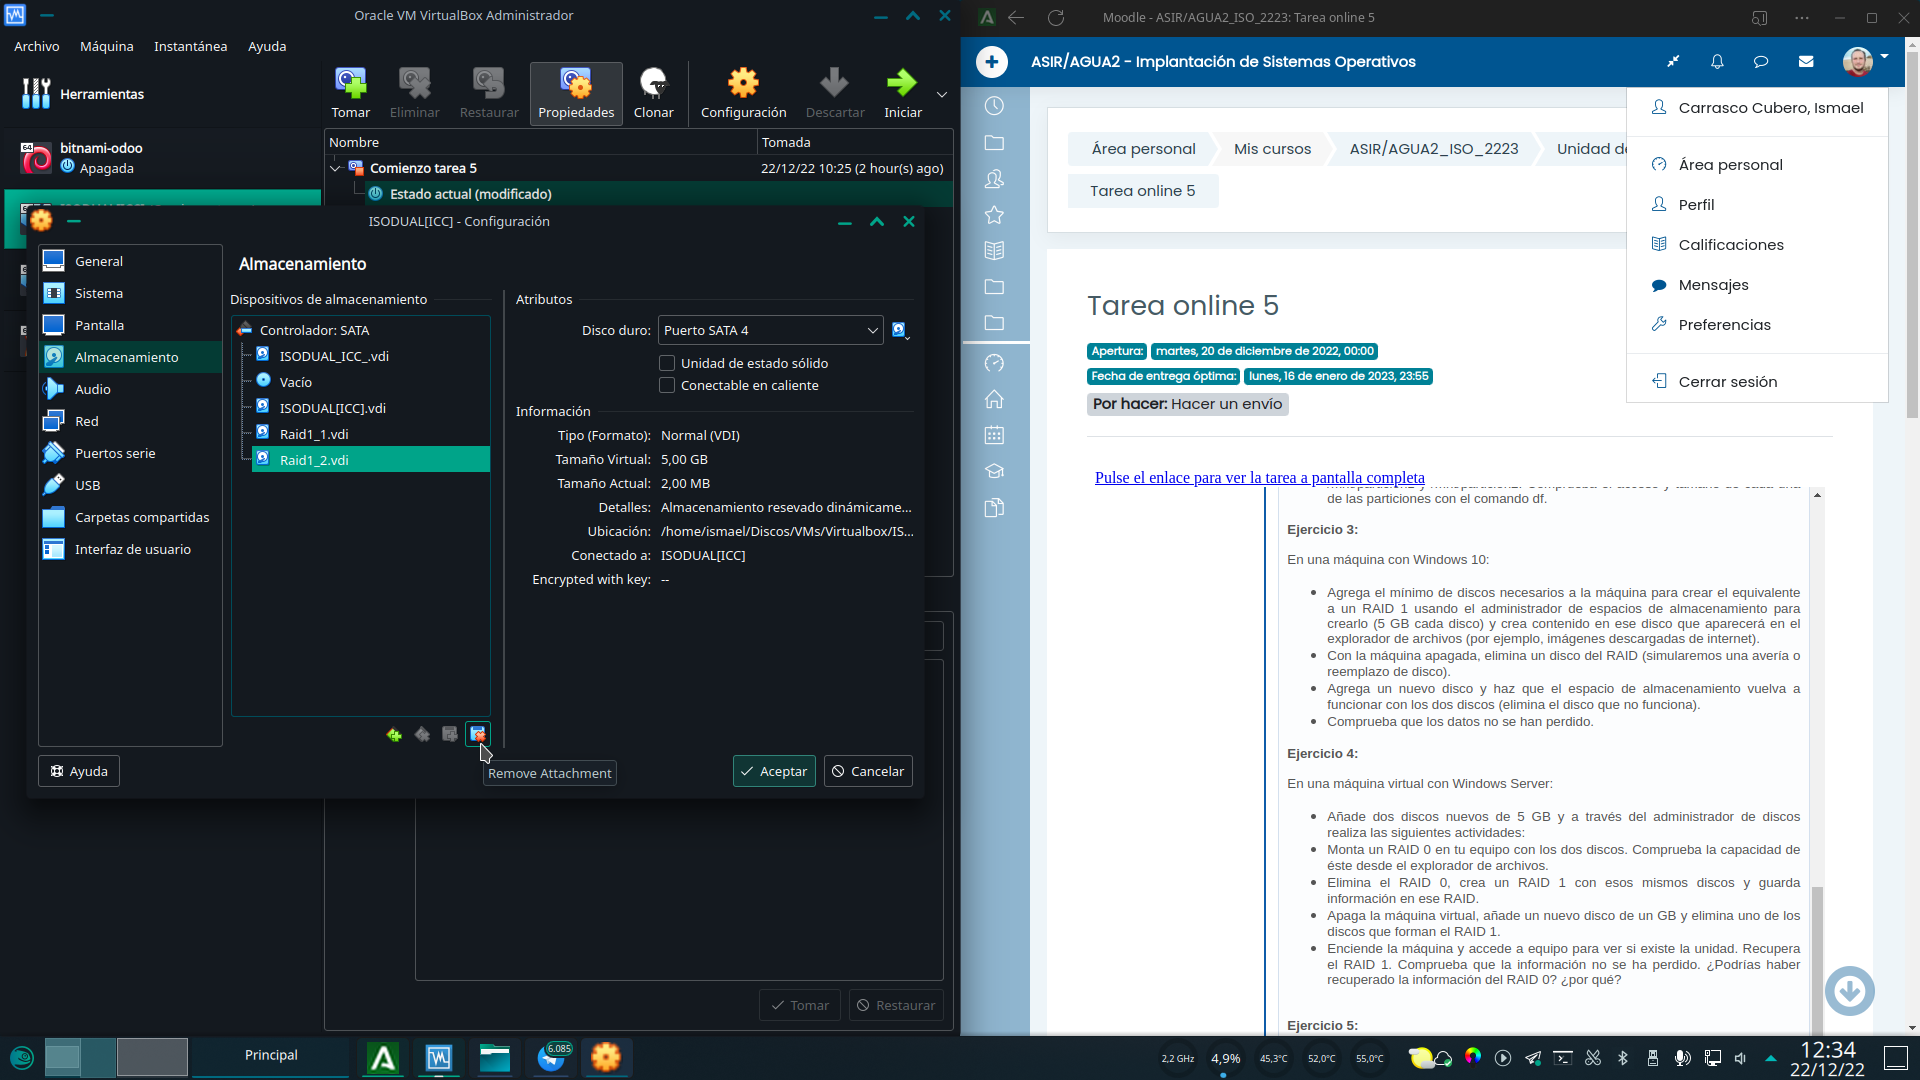 Oracle VM VirtualBox Administrador
Archivo Máquina Instantánea Ayuda
Herramientas
Tomar Eliminar Restaurar Propiedades Clonar Configuración Descartar Iniciar
Nombre Tomada
64
bitnami-odoo
Apagada
Comienzo tarea 5 22/12/22 10:25 (2 hour(s) ago)
Estado actual (modificado)
ISODUAL[ICC] - Configuración
General
Sistema
Pantalla
Almacenamiento
Audio
Red
Puertos serie
USB
Carpetas compartidas
Interfaz de usuario
Almacenamiento
Dispositivos de almacenamiento
Controlador: SATA
ISODUAL_ICC_.vdi
Vacío
ISODUAL[ICC].vdi
Raid1_1.vdi
Raid1_2.vdi
Atributos
Disco duro: Puerto SATA 4
Unidad de estado sólido
Conectable en caliente
Información
Tipo (Formato): Normal (VDI)
Tamaño Virtual: 5,00 GB
Tamaño Actual: 2,00 MB
Detalles: Almacenamiento resevado dinámicame...
Ubicación: /home/ismael/Discos/VMs/Virtualbox/IS...
Conectado a: ISODUAL[ICC]
Encrypted with key: --
Ayuda
Remove Attachment
Aceptar
Cancelar
Tomar
Restaurar
Moodle - ASIR/AGUA2_ISO_2223: Tarea online 5
ASIR/AGUA2 - Implantación de Sistemas Operativos
Área personal Mis cursos ASIR/AGUA2_ISO_2223 Unidad de
Tarea online 5
Carrasco Cubero, Ismael
Área personal
Perfil
Calificaciones
Mensajes
Preferencias
Cerrar sesión
Tarea online 5
Apertura: martes, 20 de diciembre de 2022, 00:00
Fecha de entrega óptima: lunes, 16 de enero de 2023, 23:55
Por hacer: Hacer un envío
Pulse el enlace para ver la tarea a pantalla completa
de las particiones con el comando df.
Ejercicio 3:
En una máquina con Windows 10:
Agrega el mínimo de discos necesarios a la máquina para crear el equivalente
a un RAID 1 usando el administrador de espacios de almacenamiento para
crearlo (5 GB cada disco) y crea contenido en ese disco que aparecerá en el
explorador de archivos (por ejemplo, imágenes descargadas de internet).
Con la máquina apagada, elimina un disco del RAID (simularemos una avería o
reemplazo de disco).
Agrega un nuevo disco y haz que el espacio de almacenamiento vuelva a
funcionar con los dos discos (elimina el disco que no funciona).
Comprueba que los datos no se han perdido.
Ejercicio 4:
En una máquina virtual con Windows Server:
Añade dos discos nuevos de 5 GB y a través del administrador de discos
realiza las siguientes actividades:
Monta un RAID 0 en tu equipo con los dos discos. Comprueba la capacidad de
éste desde el explorador de archivos.
Elimina el RAID 0, crea un RAID 1 con esos mismos discos y guarda
información en ese RAID.
Apaga la máquina virtual, añade un nuevo disco de un GB y elimina uno de los
discos que forman el RAID 1.
Enciende la máquina y accede a equipo para ver si existe la unidad. Recupera
el RAID 1. Comprueba que la información no se ha perdido. ¿Podrías haber
recuperado la información del RAID 0? ¿por qué?
Ejercicio 5:
Principal
6.085
2,2 GHz 4,9% 45,3°C 52,0°C 55,0°C
12:34
22/12/22